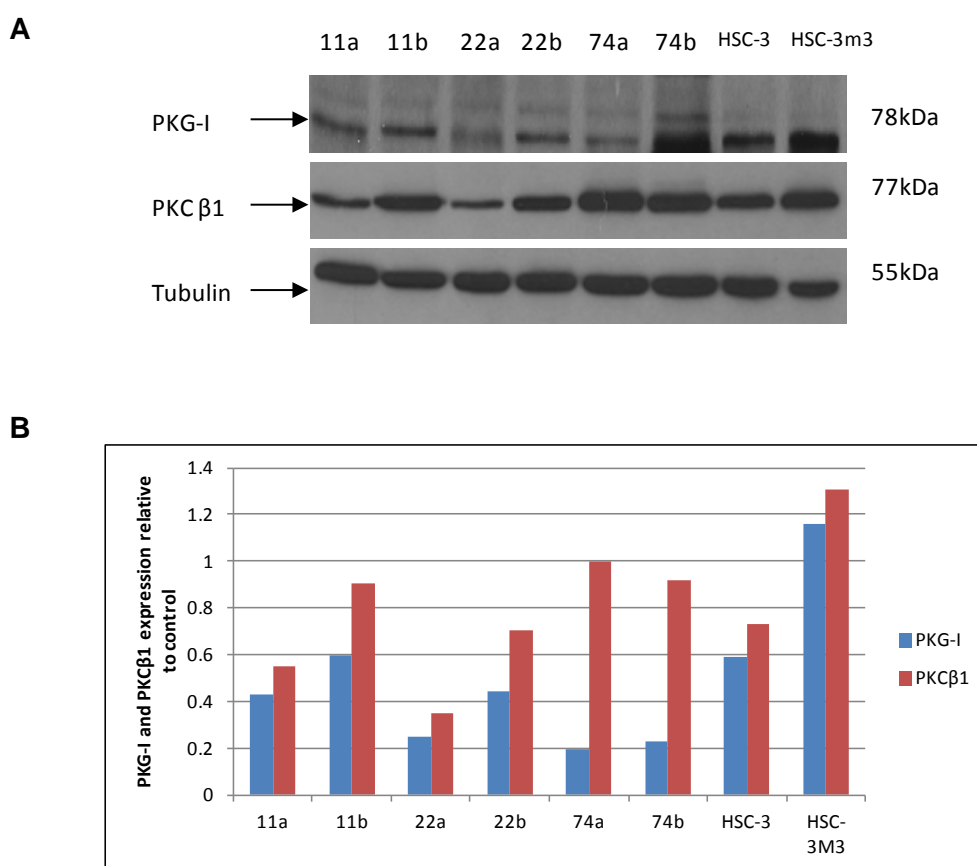 A
11a 11b 22a 22b 74a 74b HSC-3 HSC-3m3
PKG-I 78kDa
PKC β1 77kDa
Tubulin 55kDa
B
PKG-I and PKCβ1 expression relative
to control
1.4
1.2
1
0.8
0.6
0.4
0.2
0
11a 11b 22a 22b 74a 74b HSC-3 HSC-
3M3
PKG-I
PKCβ1